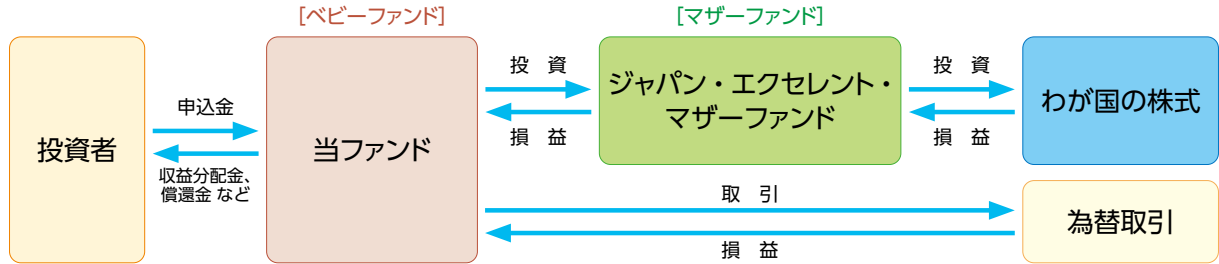 [ベビーファンド]
[マザーファンド]
投資者
申込金
収益分配金、
償還金 など
当ファンド
投　資
損　益
ジャパン・エクセレント・
マザーファンド
投　資
損　益
わが国の株式
取　引
損　益
為替取引